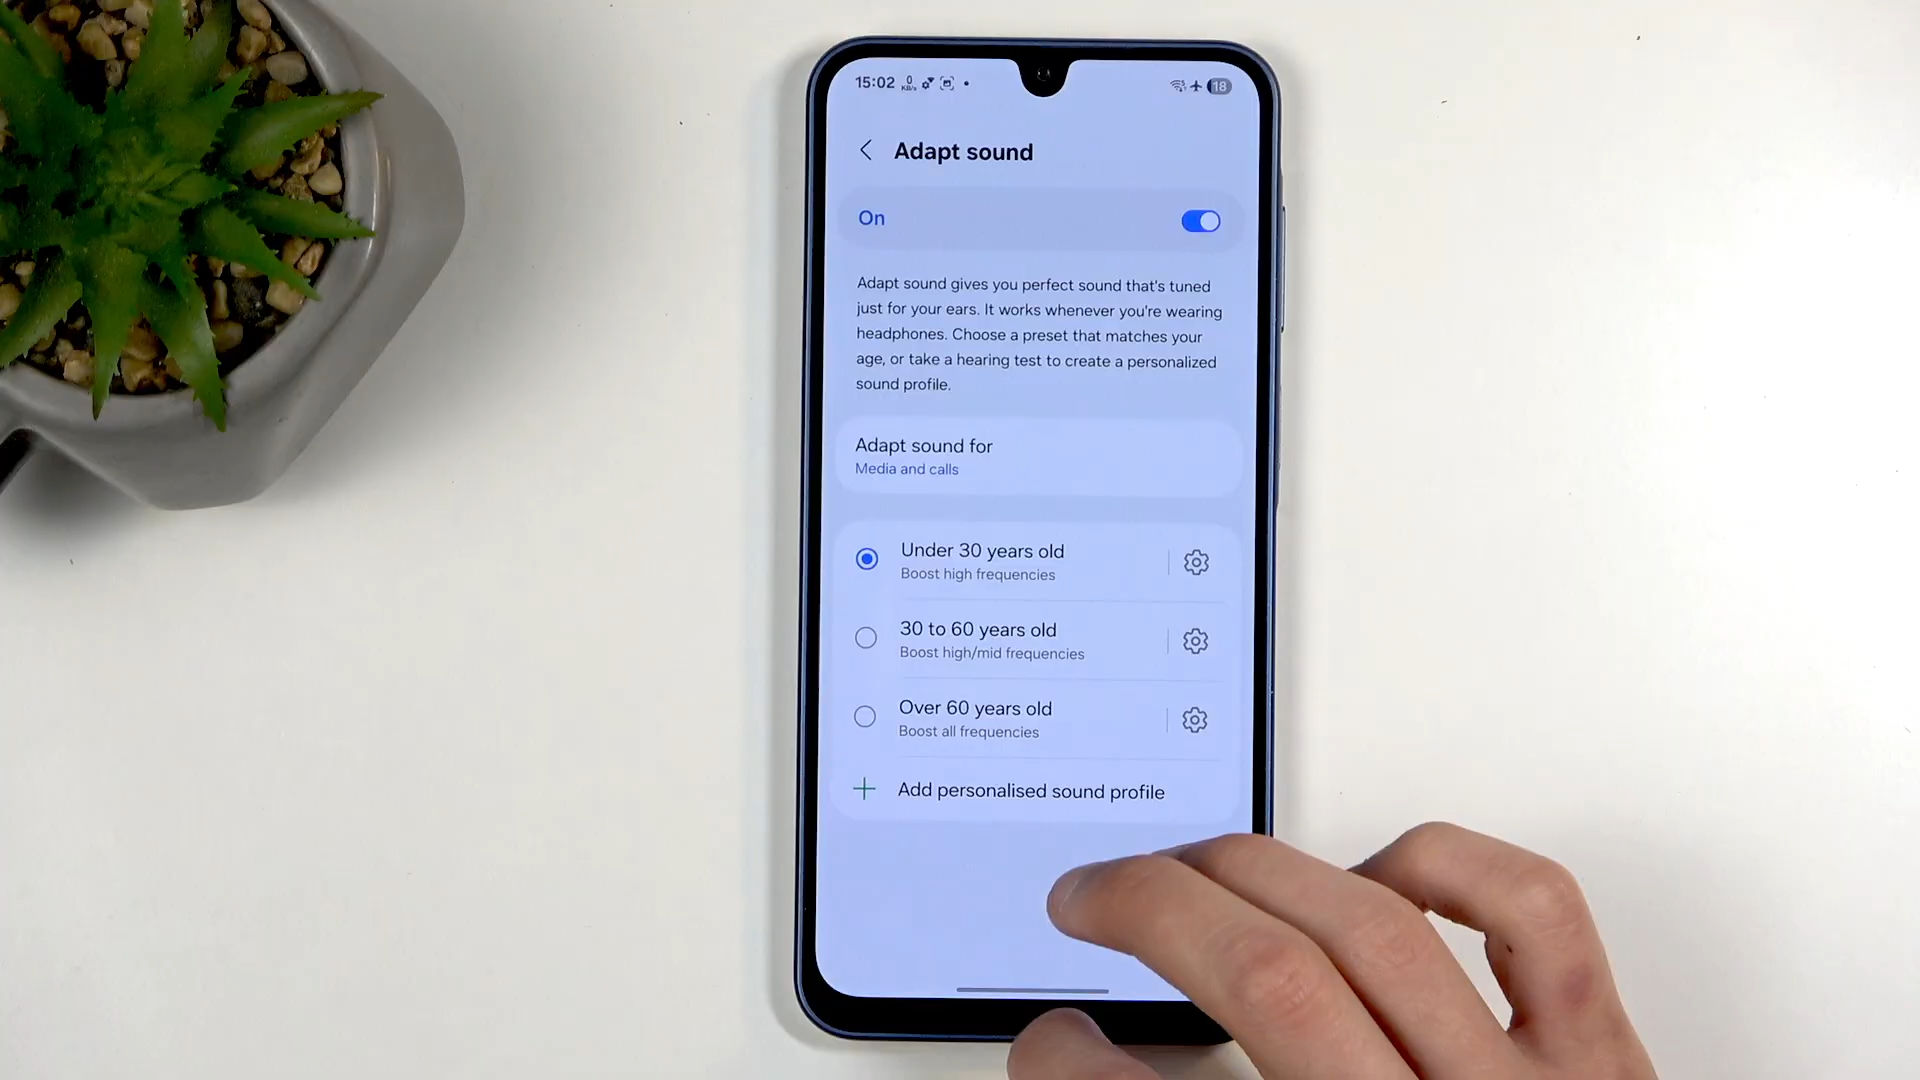 15:02
18
Adapt sound
On
Adapt sound gives you perfect sound that's tuned
just for your ears. It works whenever you're wearing
headphones. Choose a preset that matches your
age, or take a hearing test to create a personalized
sound profile.
Adapt sound for
Media and calls
Under 30 years old
Boost high frequencies
30 to 60 years old
Boost high/mid frequencies
Over 60 years old
Boost all frequencies
Add personalised sound profile